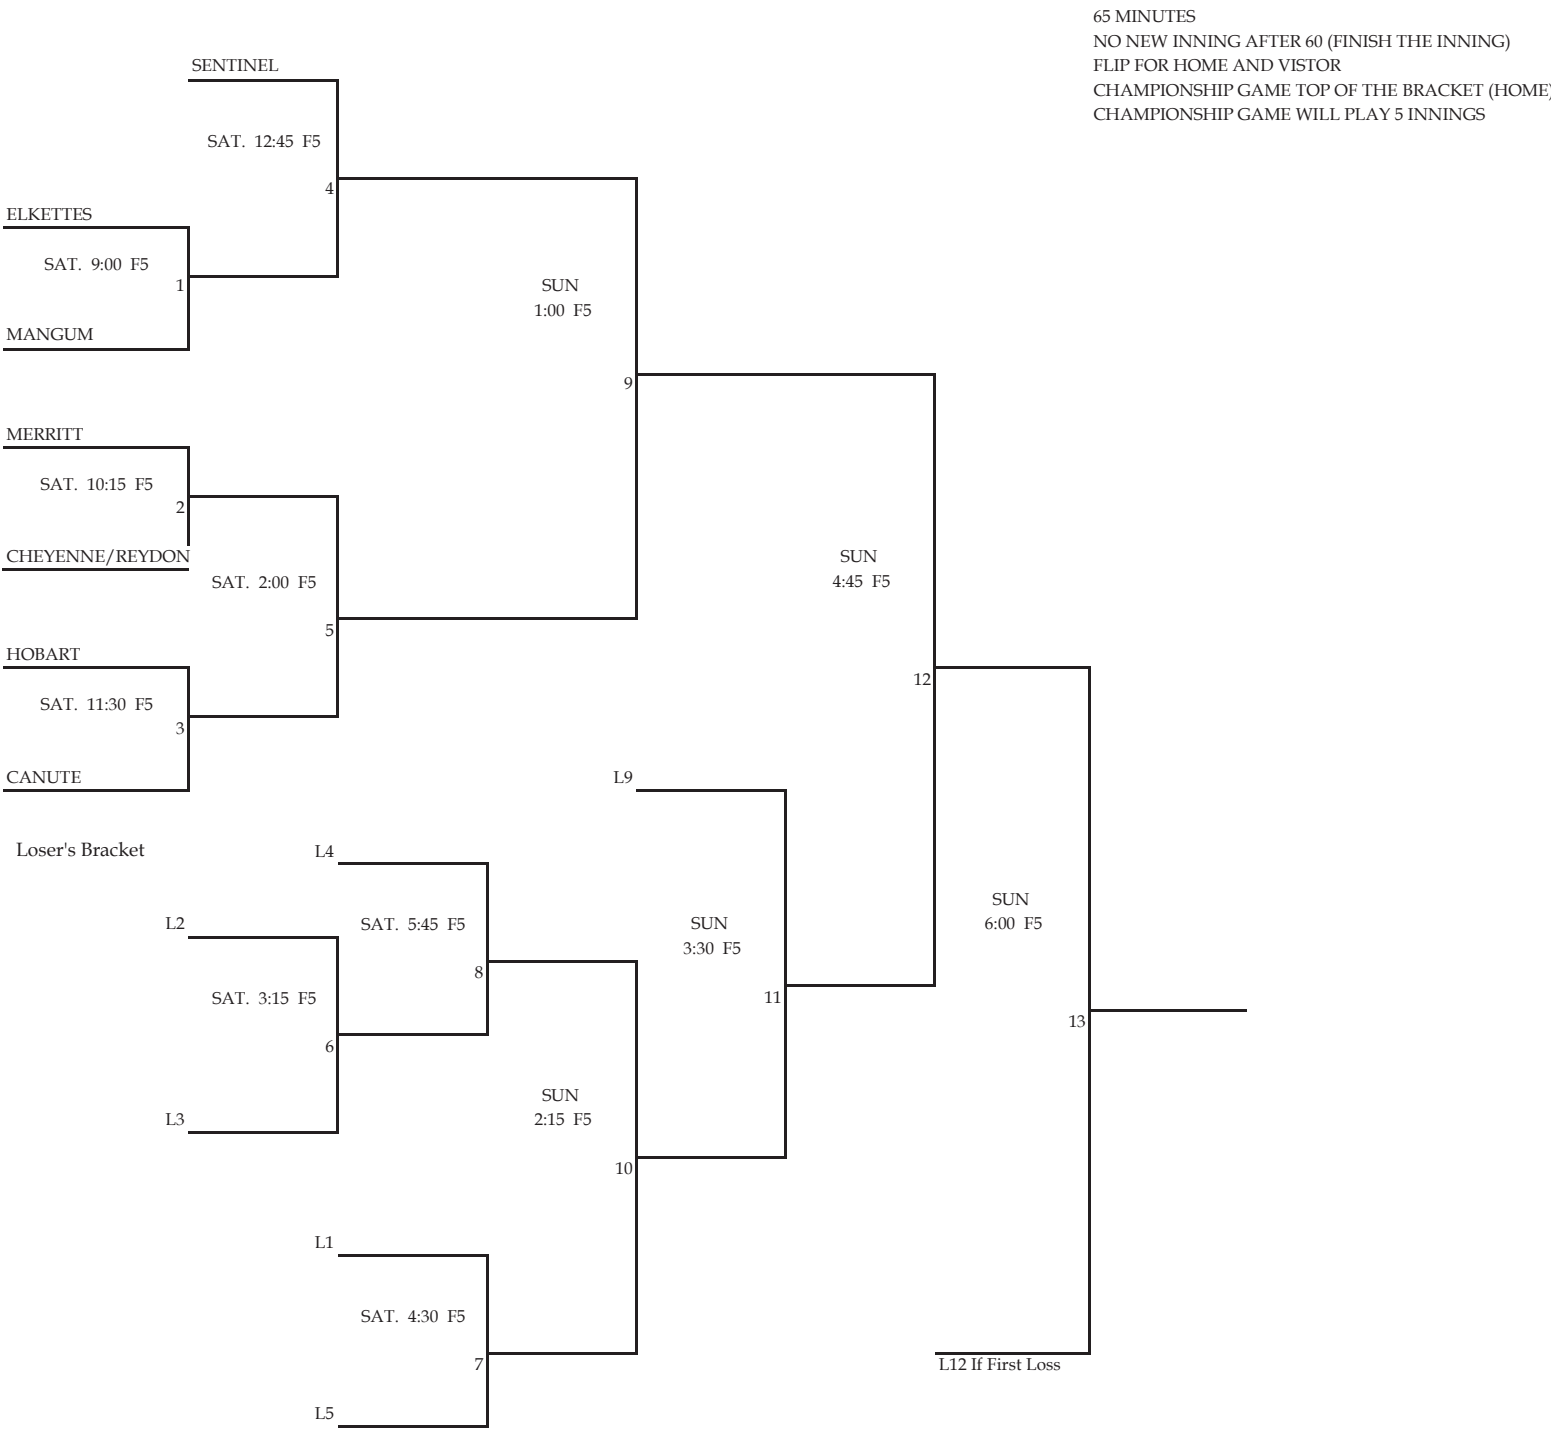 65 MINUTES
NO NEW INNING AFTER 60 (FINISH THE INNING)
FLIP FOR HOME AND VISTOR
CHAMPIONSHIP GAME TOP OF THE BRACKET (HOME)
CHAMPIONSHIP GAME WILL PLAY 5 INNINGS
SENTINEL
SAT. 12:45 F5
4
ELKETTES
SAT. 9:00 F5
1
MANGUM
SUN
1:00 F5
9
MERRITT
SAT. 10:15 F5
2
CHEYENNE/REYDON
SAT. 2:00 F5
5
HOBART
SAT. 11:30 F5
3
CANUTE
SUN
4:45 F5
12
Loser's Bracket
L9
L4
L2
SAT. 5:45 F5
8
SAT. 3:15 F5
6
L3
SUN
3:30 F5
11
SUN
2:15 F5
10
L1
SAT. 4:30 F5
7
L5
SUN
6:00 F5
13
L12 If First Loss